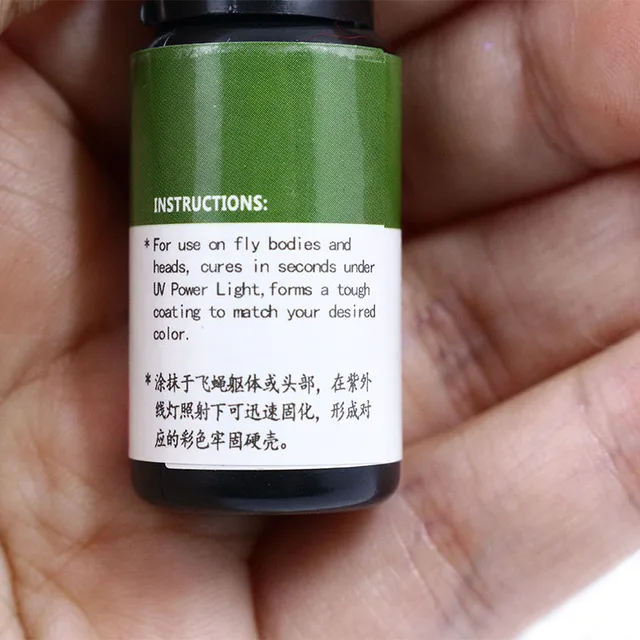 INSTRUCTIONS:
* For use on fly bodies and
heads, cures in seconds under
UV Power Light, forms a tough
coating to match your desired
color.
* 涂抹于飞蝇躯体或头部，在紫外
线灯照射下可迅速固化，形成对
应的彩色牢固硬壳。